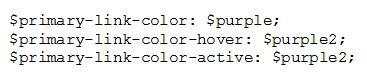 $primary-link-color: $purple;
$primary-link-color-hover: $purple2;
$primary-link-color-active: $purple2;